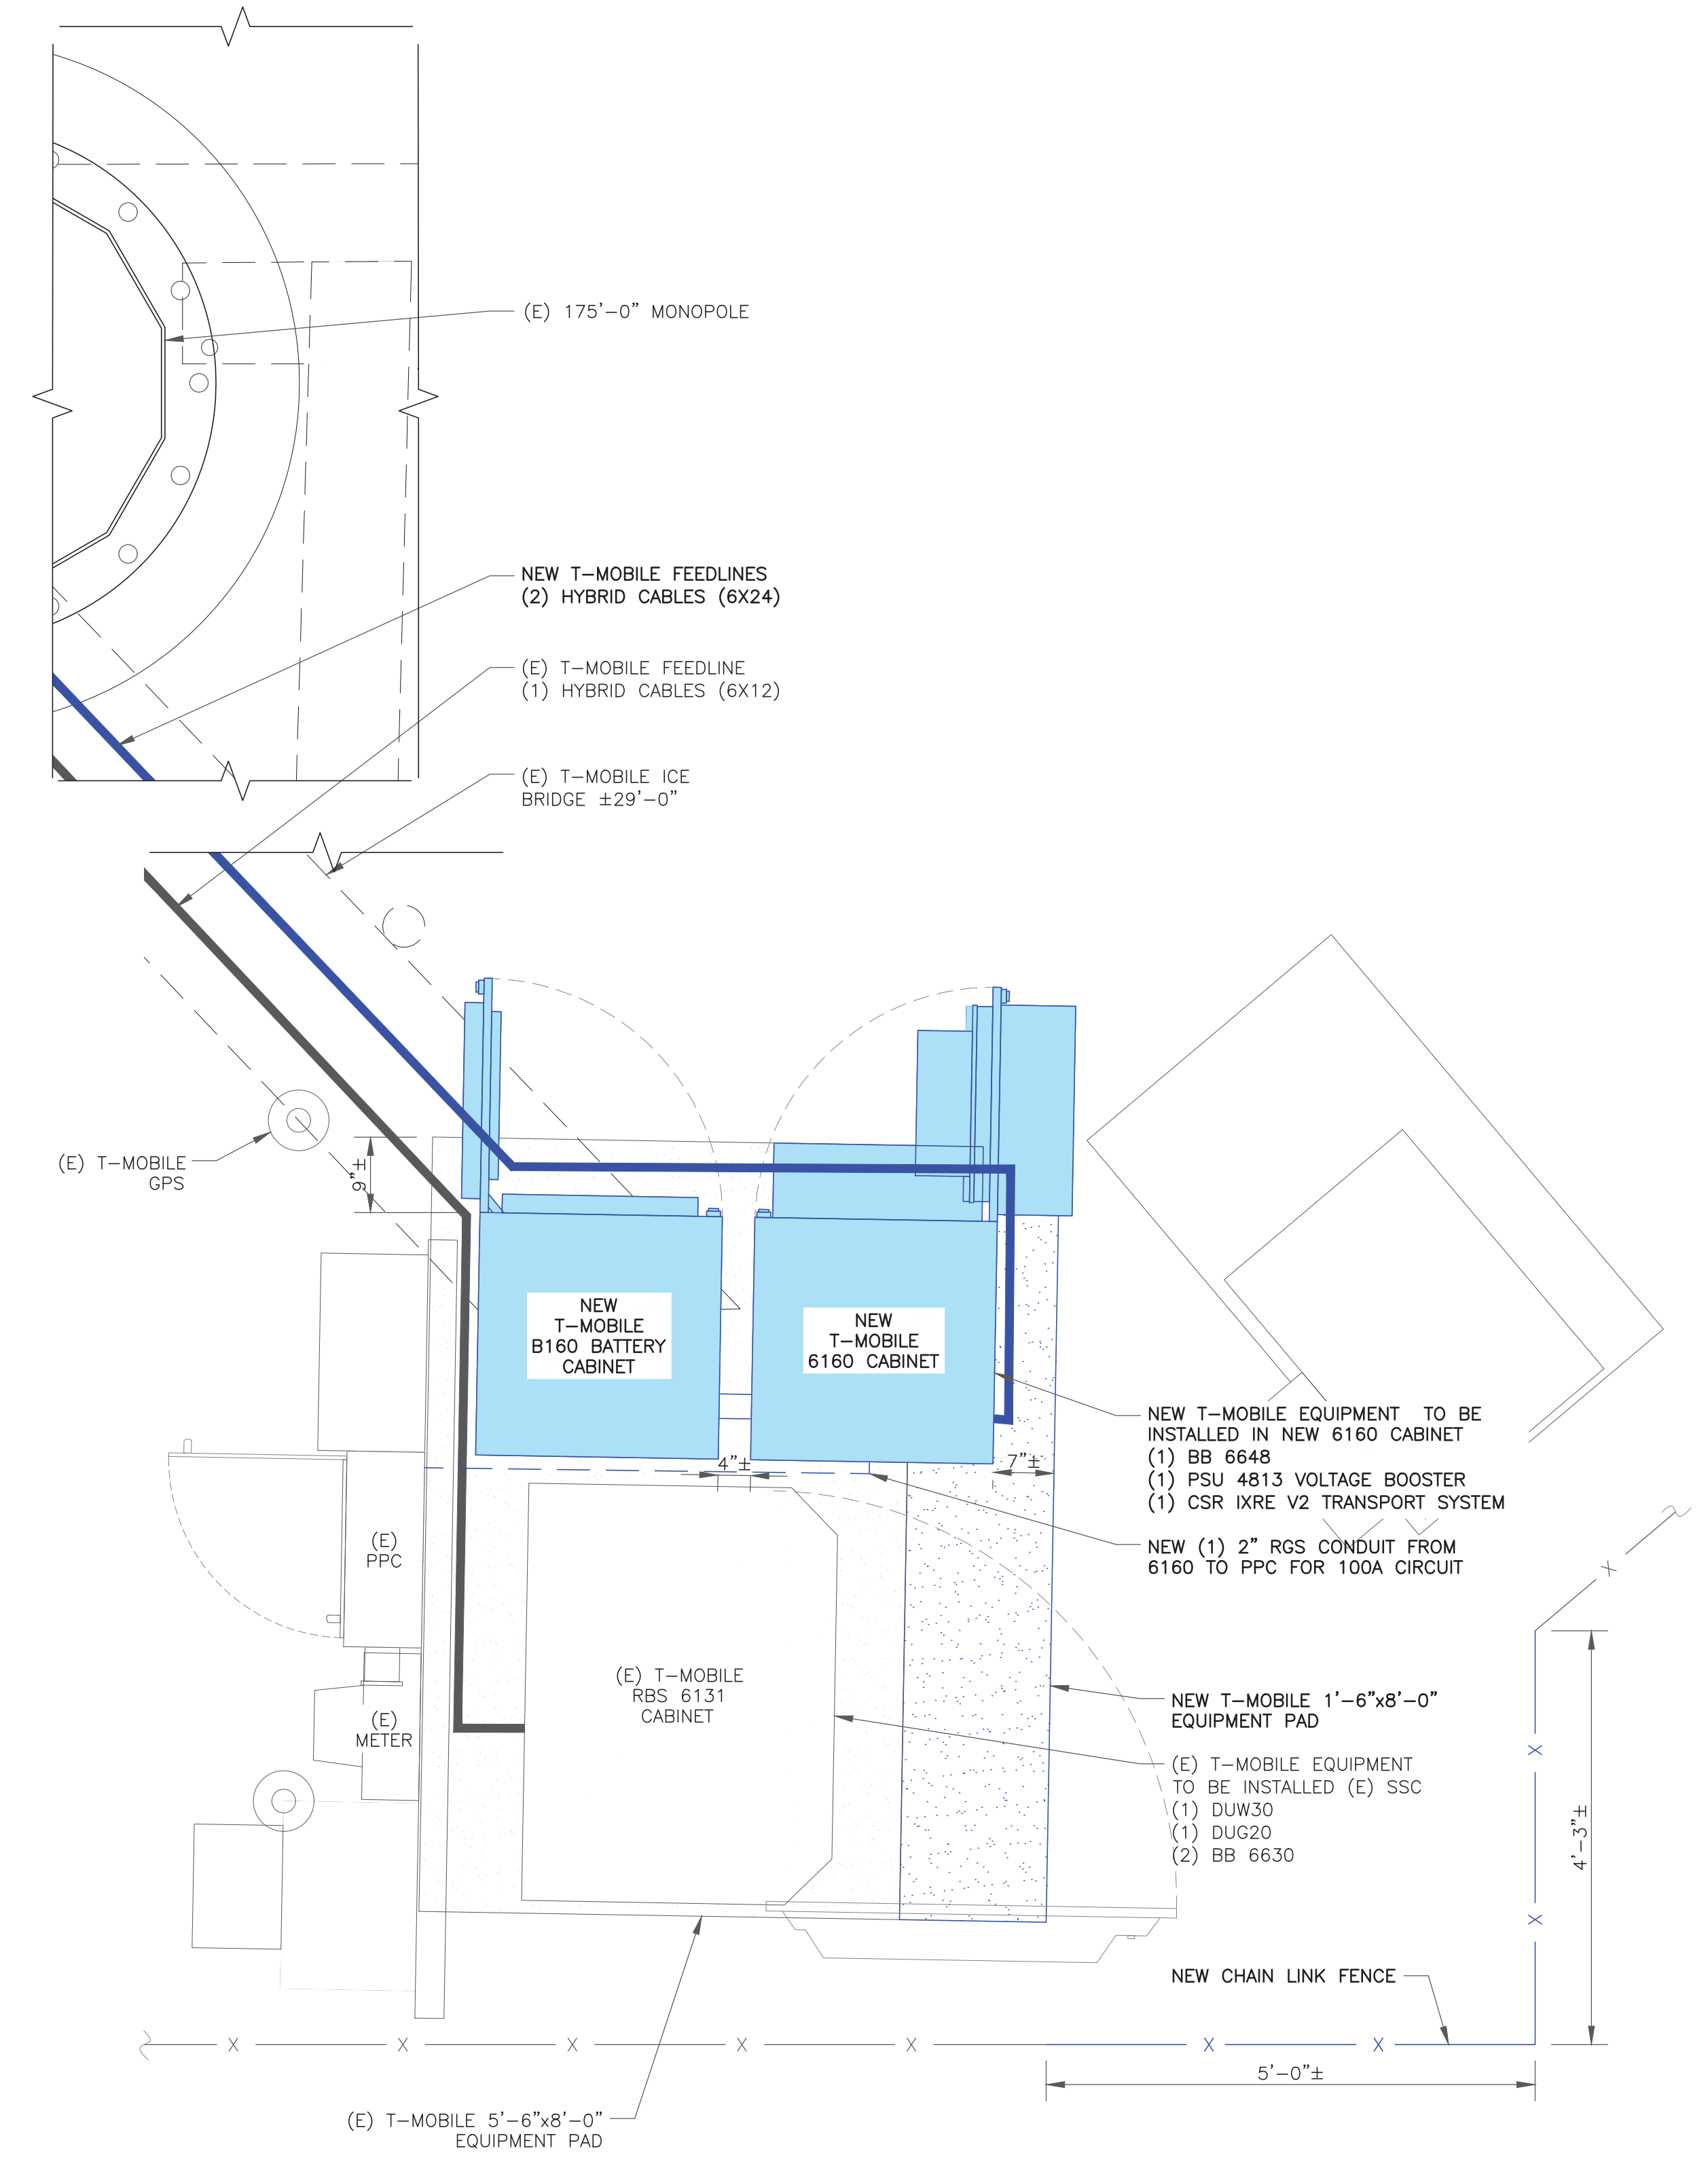 (E) 175'-0" MONOPOLE
NEW T-MOBILE FEEDLINES
(2) HYBRID CABLES (6X24)
(E) T-MOBILE FEEDLINE
(1) HYBRID CABLES (6X12)
(E) T-MOBILE ICE
BRIDGE ±29'-0"
(E) T-MOBILE
GPS
9"±
NEW
T-MOBILE
B160 BATTERY
CABINET
NEW
T-MOBILE
6160 CABINET
NEW T-MOBILE EQUIPMENT TO BE
INSTALLED IN NEW 6160 CABINET
(1) BB 6648
(1) PSU 4813 VOLTAGE BOOSTER
(1) CSR IXRE V2 TRANSPORT SYSTEM
4"±
7"±
NEW (1) 2" RGS CONDUIT FROM
6160 TO PPC FOR 100A CIRCUIT
(E)
PPC
(E) T-MOBILE
RBS 6131
CABINET
(E)
METER
NEW T-MOBILE 1'-6"x8'-0"
EQUIPMENT PAD
(E) T-MOBILE EQUIPMENT
TO BE INSTALLED (E) SSC
(1) DUW30
(1) DUG20
(2) BB 6630
4'-3"±
NEW CHAIN LINK FENCE
5'-0"±
(E) T-MOBILE 5'-6"x8'-0"
EQUIPMENT PAD